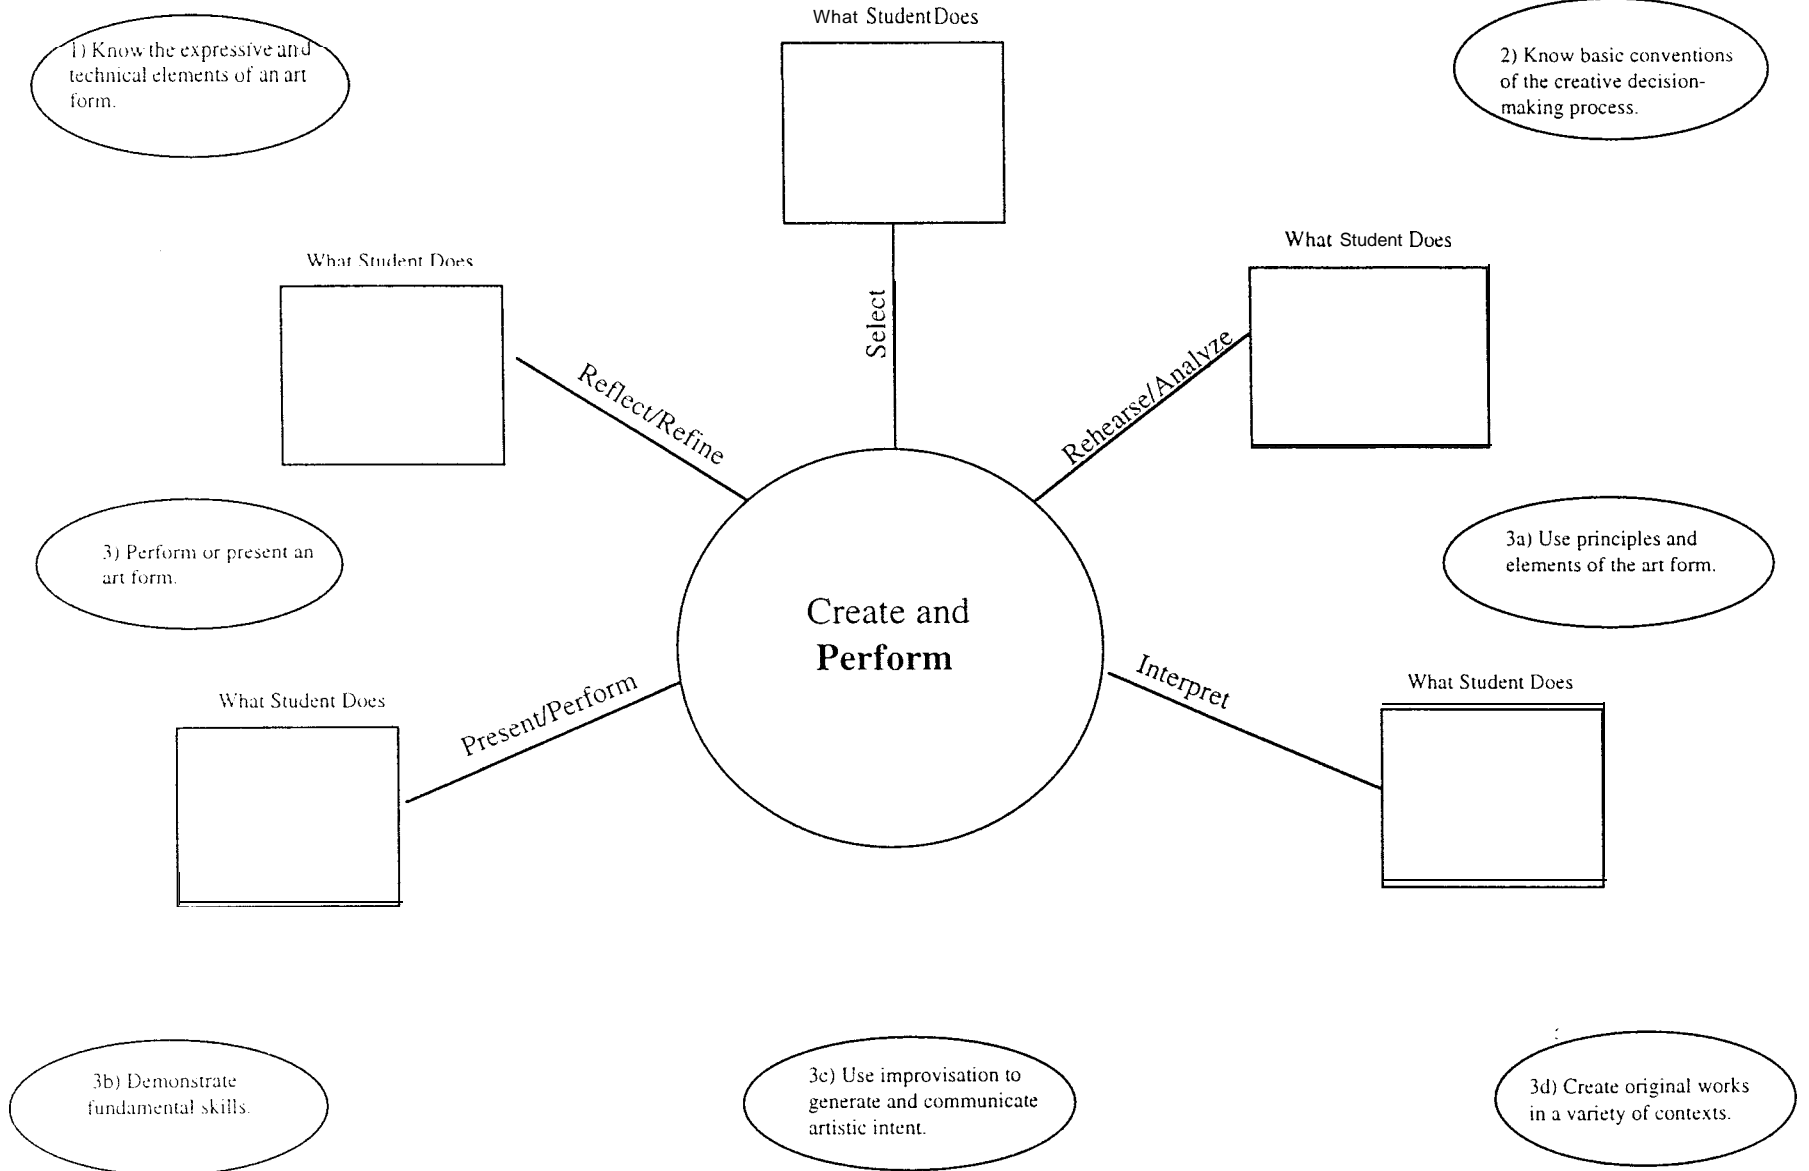 What Student Does
1) Know the expressive and
technical elements of an art
form.
2) Know basic conventions
of the creative decision-
making process.
What Student Does
What Student Does
Select
Reflect/Refine
Rehearse/Analyze
3) Perform or present an
art form.
3a) Use principles and
elements of the art form.
Create and
Perform
What Student Does
Present/Perform
Interpret
What Student Does
3b) Demonstrate
fundamental skills.
3c) Use improvisation to
generate and communicate
artistic intent.
3d) Create original works
in a variety of contexts.